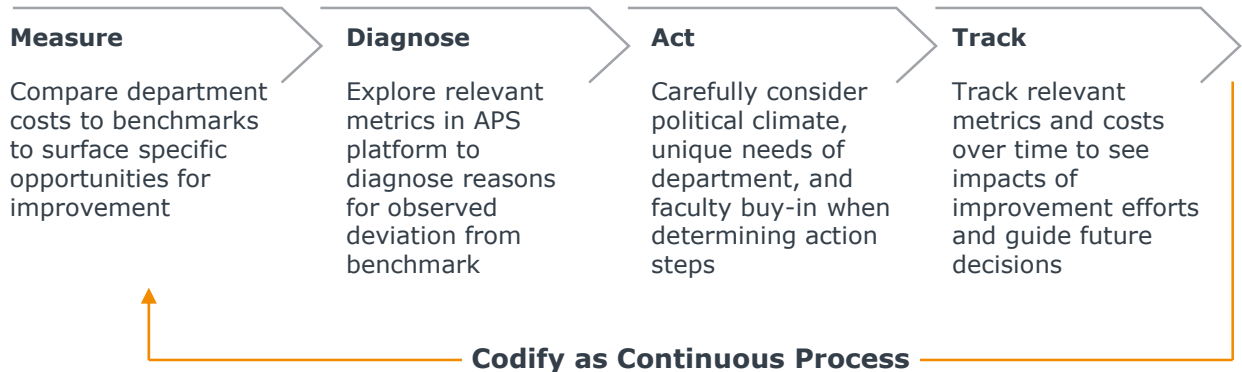 Measure
Compare department
costs to benchmarks
to surface specific
opportunities for
improvement
Diagnose
Explore relevant
metrics in APS
platform to
diagnose reasons
for observed
deviation from
benchmark
Act
Carefully consider
political climate,
unique needs of
department, and
faculty buy-in when
determining action
steps
Track
Track relevant
metrics and costs
over time to see
impacts of
improvement efforts
and guide future
decisions
Codify as Continuous Process